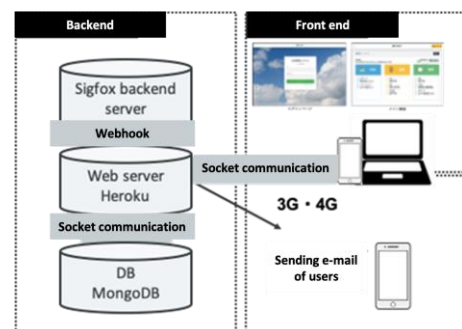 Backend
Sigfox backend
server
Webhook
Web server
Heroku
Socket communication
DB
MongoDB
Front end
Socket communication
3G・4G
Sending e-mail
of users